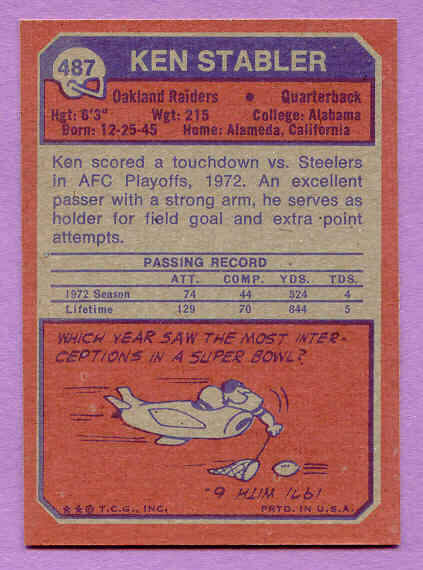 487 KEN STABLER
Oakland Raiders • Quarterback
Hgt: 6'3" Wgt: 215 College: Alabama
Born: 12-25-45 Home: Alameda, California
Ken scored a touchdown vs. Steelers
in AFC Playoffs, 1972. An excellent
passer with a strong arm, he serves as
holder for field goal and extra point
attempts.
PASSING RECORD
ATT. COMP. YDS. TDS.
1972 Season 74 44 524 4
Lifetime 129 70 844 5
WHICH YEAR SAW THE MOST INTER-
CEPTIONS IN A SUPER BOWL?
1971 WITH 6.
★★® T.C.G., INC. PRTD. IN U.S.A.